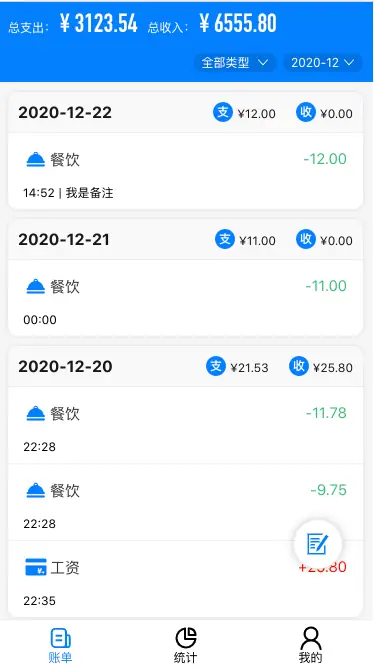 总支出： ¥ 3123.54 总收入： ¥ 6555.80
全部类型 2020-12
2020-12-22 支 ¥12.00 收 ¥0.00
餐饮 -12.00
14:52 | 我是备注
2020-12-21 支 ¥11.00 收 ¥0.00
餐饮 -11.00
00:00
2020-12-20 支 ¥21.53 收 ¥25.80
餐饮 -11.78
22:28
餐饮 -9.75
22:28
工资
22:35
账单 统计 我的